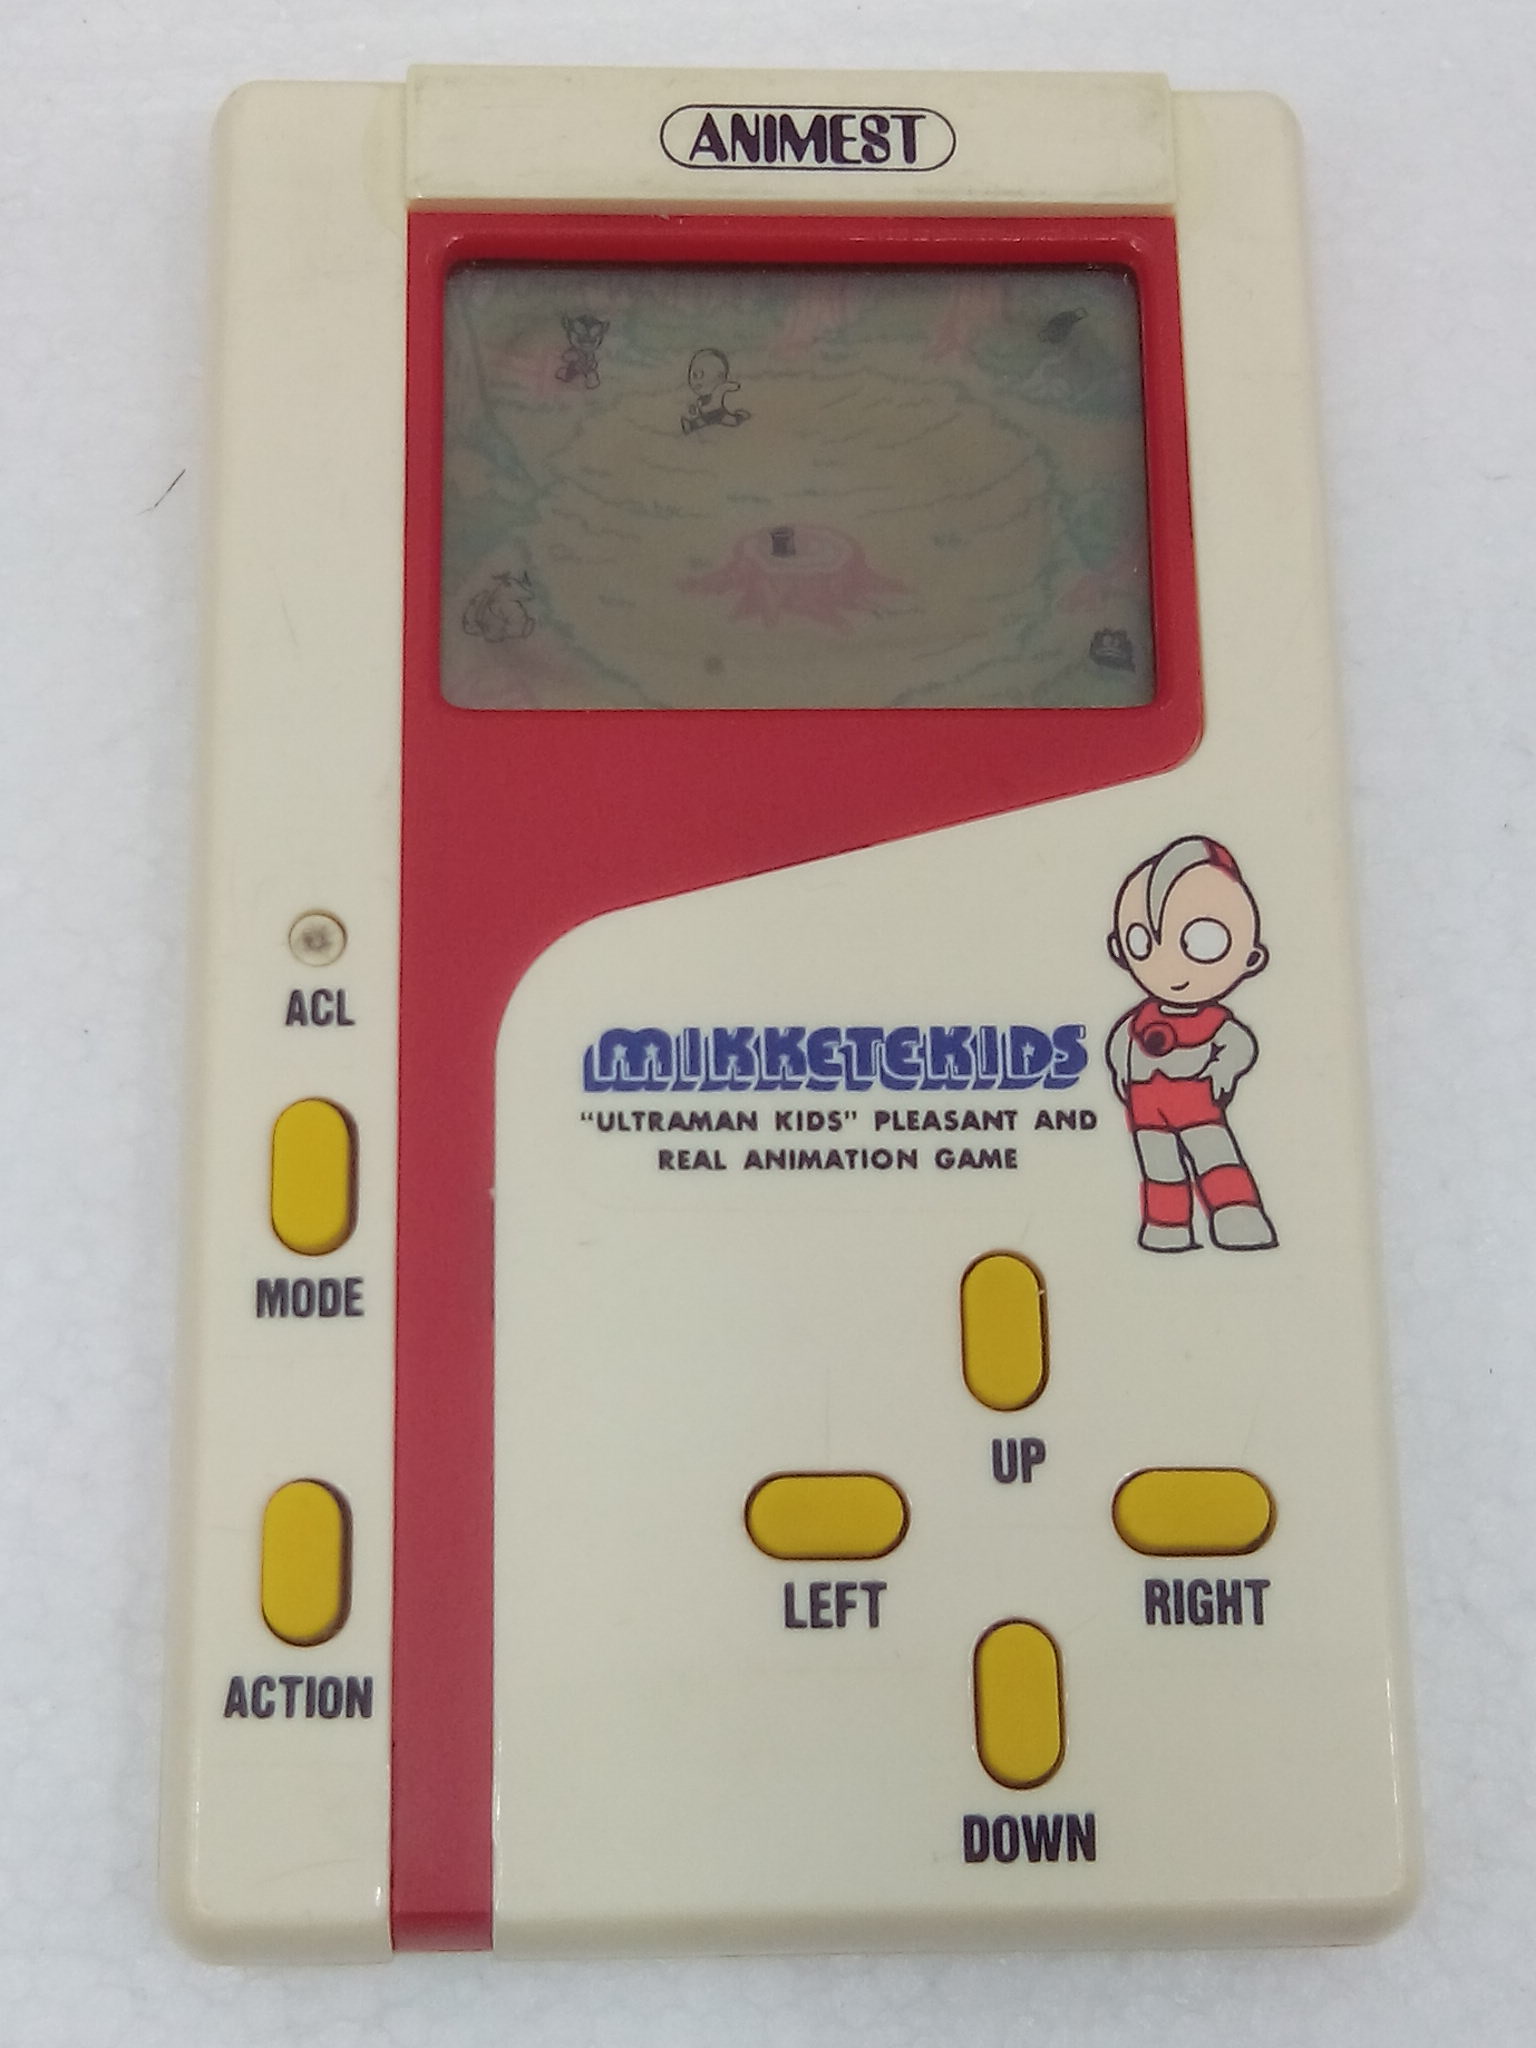 ANIMEST
ACL
MIKKETEKIDS
"ULTRAMAN KIDS" PLEASANT AND
REAL ANIMATION GAME
MODE
UP
LEFT
RIGHT
ACTION
DOWN